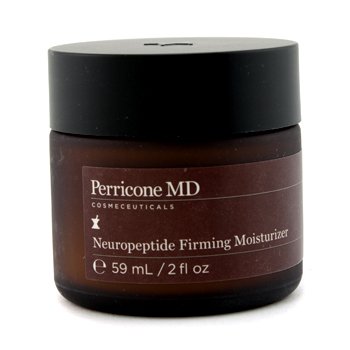 Perricone MD
COSMECEUTICALS
Neuropeptide Firming Moisturizer
℮ 59 mL / 2 fl oz